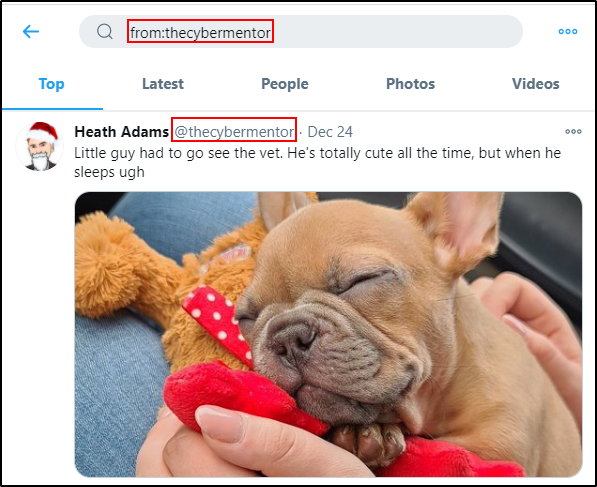 from:thecybermentor
Top Latest People Photos Videos
Heath Adams @thecybermentor · Dec 24
Little guy had to go see the vet. He's totally cute all the time, but when he
sleeps ugh